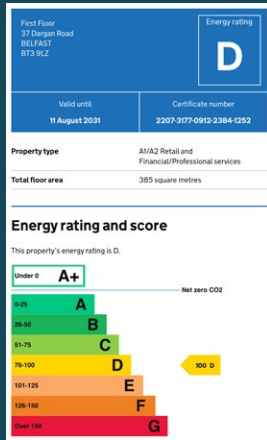 First Floor
37 Dargan Road
BELFAST
BT3 9LZ
Energy rating
D
Valid until
11 August 2031
Certificate number
2207-3177-0912-2384-1252
Property type
A1/A2 Retail and
Financial/Professional services
Total floor area
385 square metres
Energy rating and score
This property's energy rating is D.
Under 0 A+
Net zero CO2
0-25 A
26-50 B
51-75 C
76-100 D 100 D
101-125 E
126-150 F
Over 150 G